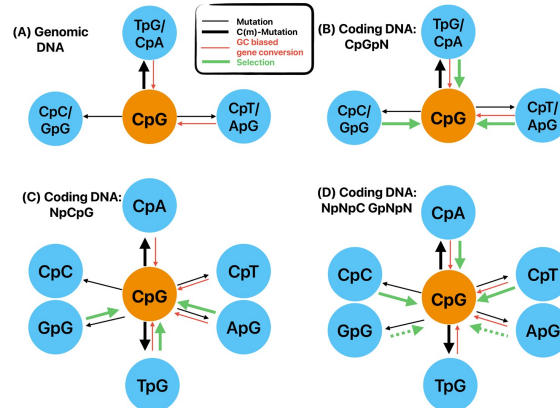 (A) Genomic
DNA
TpG/
CpA
CpC/
GpG
CpG
CpT/
ApG
Mutation
C(m)-Mutation
GC biased
gene conversion
Selection
(B) Coding DNA:
CpGpN
TpG/
CpA
CpC/
GpG
CpG
CpT/
ApG
(C) Coding DNA:
NpCpG
CpA
CpC
CpT
CpG
GpG
ApG
TpG
(D) Coding DNA:
NpNpC GpNpN
CpA
CpC
CpT
CpG
GpG
ApG
TpG